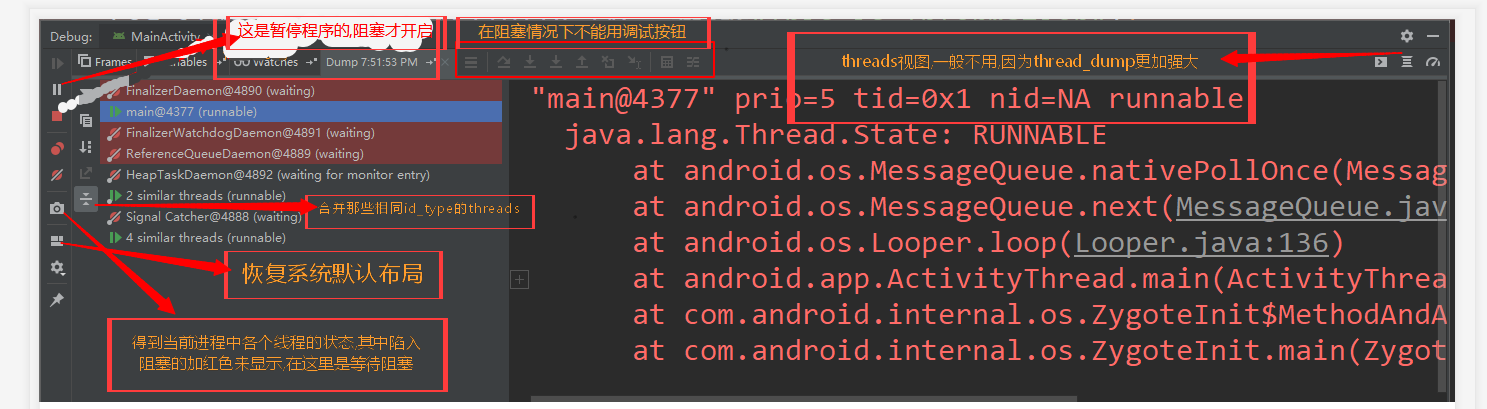 Debug:
MainActivity
这是暂停程序的,阻塞才开启
在阻塞情况下不能用调试按钮
Frames
Watches
Dump 7:51:53 PM
threads视图,一般不用,因为thread_dump更加强大
FinalizerDaemon@4890 (waiting)
main@4377 (runnable)
FinalizerWatchdogDaemon@4891 (waiting)
ReferenceQueueDaemon@4889 (waiting)
HeapTaskDaemon@4892 (waiting for monitor entry)
2 similar threads (runnable)
Signal Catcher@4888 (waiting)
4 similar threads (runnable)
合并那些相同id_type的threads
恢复系统默认布局
得到当前进程中各个线程的状态,其中陷入
阻塞的加红色来显示,在这里是等待阻塞
"main@4377" prio=5 tid=0x1 nid=NA runnable
java.lang.Thread.State: RUNNABLE
at android.os.MessageQueue.nativePollOnce(Messag
at android.os.MessageQueue.next(MessageQueue.jav
at android.os.Looper.loop(Looper.java:136)
at android.app.ActivityThread.main(ActivityThrea
at com.android.internal.os.ZygoteInit$MethodAndA
at com.android.internal.os.ZygoteInit.main(Zygot